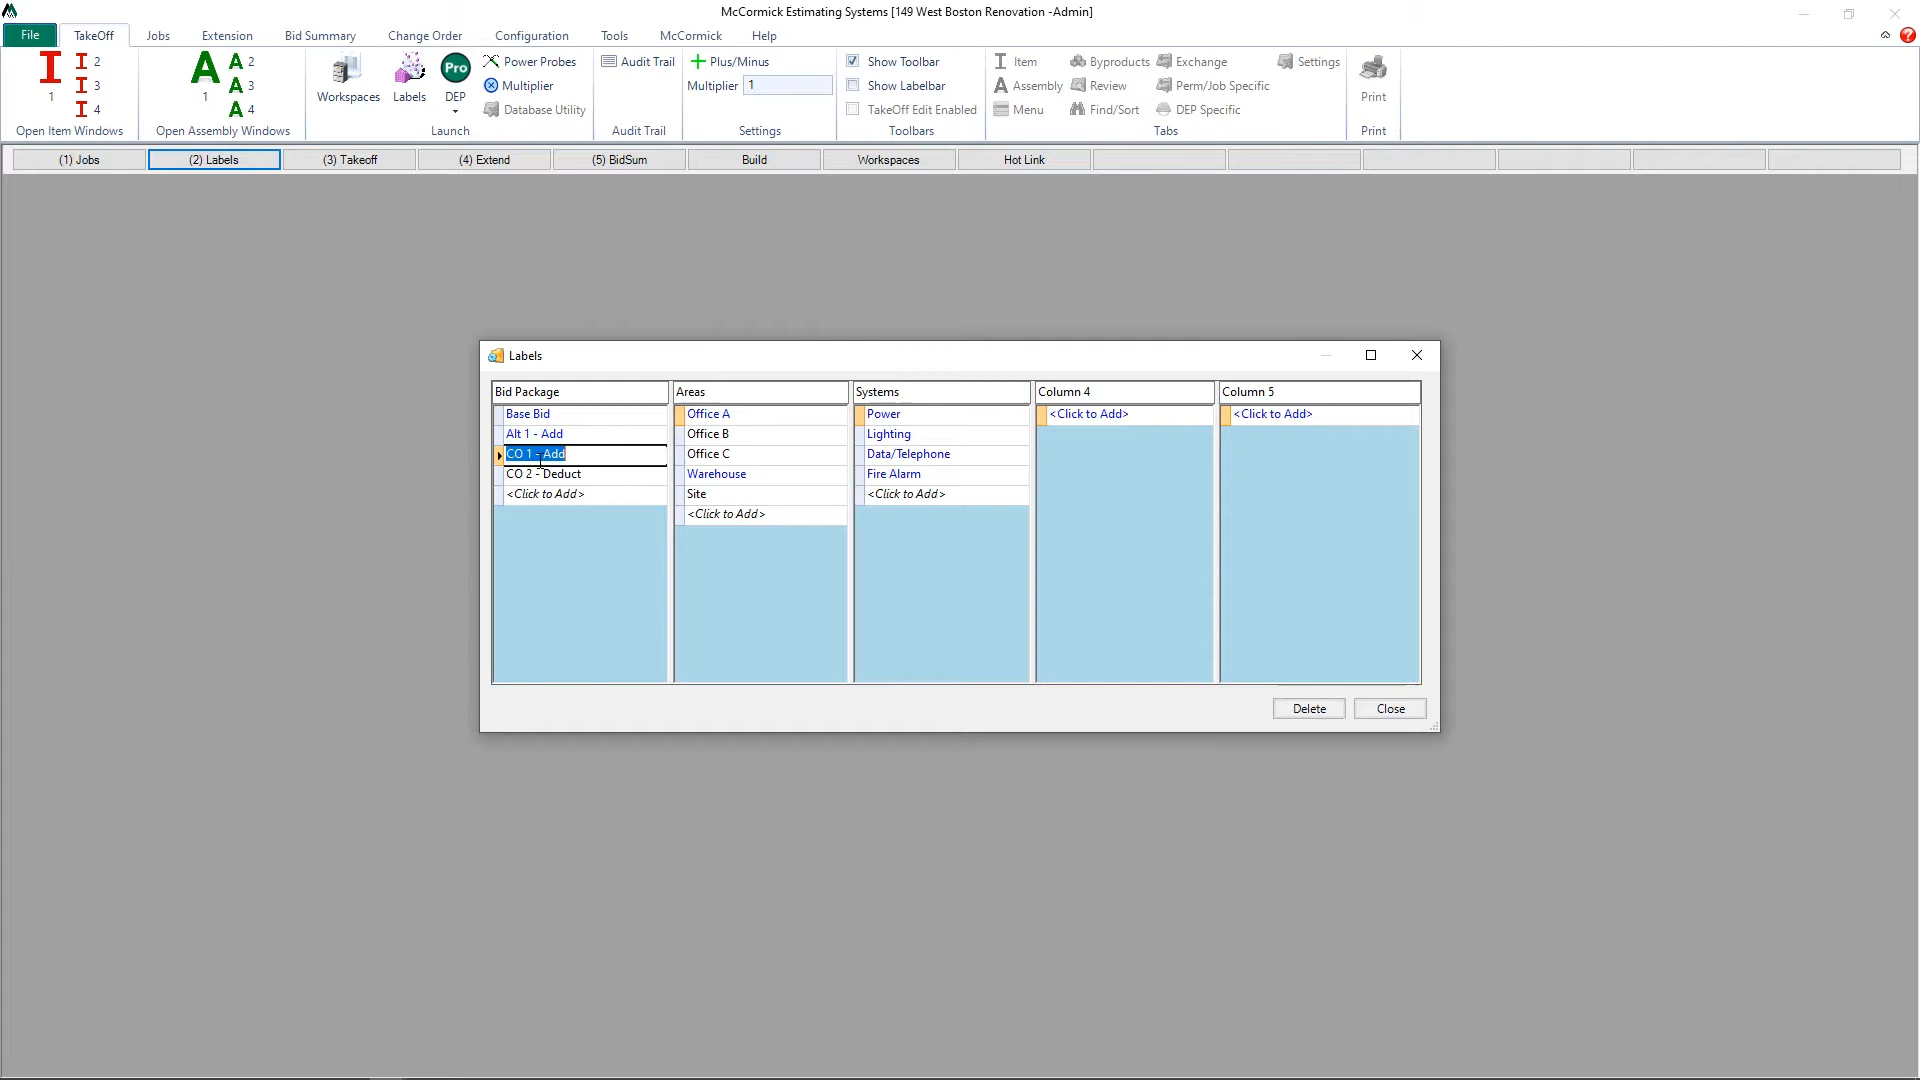 McCormick Estimating Systems [149 West Boston Renovation -Admin]
File TakeOff Jobs Extension Bid Summary Change Order Configuration Tools McCormick Help
I 1 I 2 I 3 I 4
Open Item Windows
A 1 A 2 A 3 A 4
Open Assembly Windows
Workspaces Labels Pro DEP
Power Probes
Multiplier
Database Utility
Launch
Audit Trail
Audit Trail
Plus/Minus
Multiplier 1
Settings
Show Toolbar
Show Labelbar
TakeOff Edit Enabled
Toolbars
Item Byproducts Exchange Settings
Assembly Review Perm/Job Specific
Menu Find/Sort DEP Specific
Tabs
Print
Print
(1) Jobs (2) Labels (3) Takeoff (4) Extend (5) BidSum Build Workspaces Hot Link
Labels
Bid Package Areas Systems Column 4 Column 5
Base Bid Office A Power <Click to Add> <Click to Add>
Alt 1 - Add Office B Lighting
CO 1 - Add Office C Data/Telephone
CO 2 - Deduct Warehouse Fire Alarm
<Click to Add> Site <Click to Add>
<Click to Add>
Delete Close